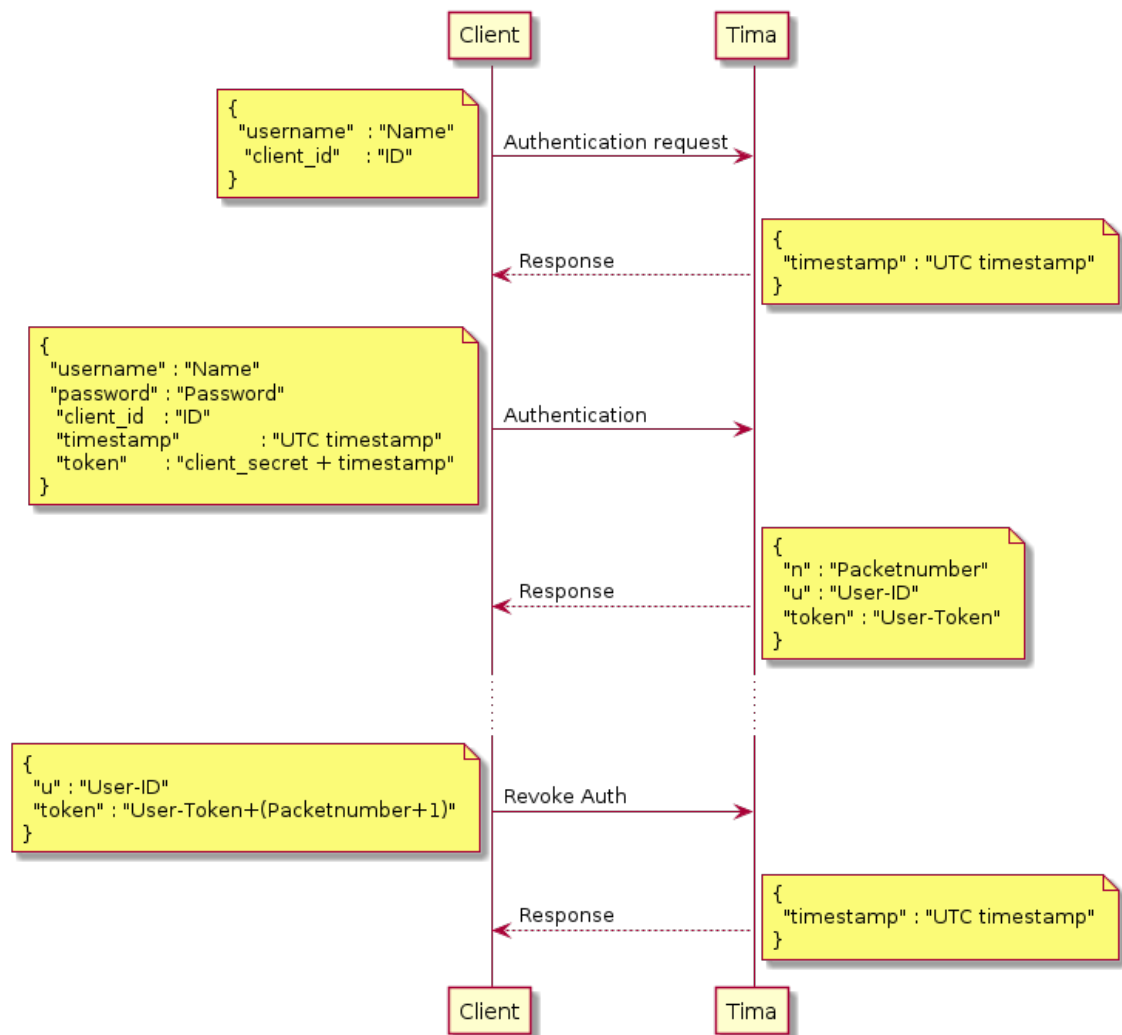 Client
Tima
{
"username" : "Name"
"client_id" : "ID"
}
Authentication request
{
"timestamp" : "UTC timestamp"
}
Response
{
"username" : "Name"
"password" : "Password"
"client_id : "ID"
"timestamp" : "UTC timestamp"
"token" : "client_secret + timestamp"
}
Authentication
{
"n" : "Packetnumber"
"u" : "User-ID"
"token" : "User-Token"
}
Response
{
"u" : "User-ID"
"token" : "User-Token+(Packetnumber+1)"
}
Revoke Auth
{
"timestamp" : "UTC timestamp"
}
Response
Client
Tima